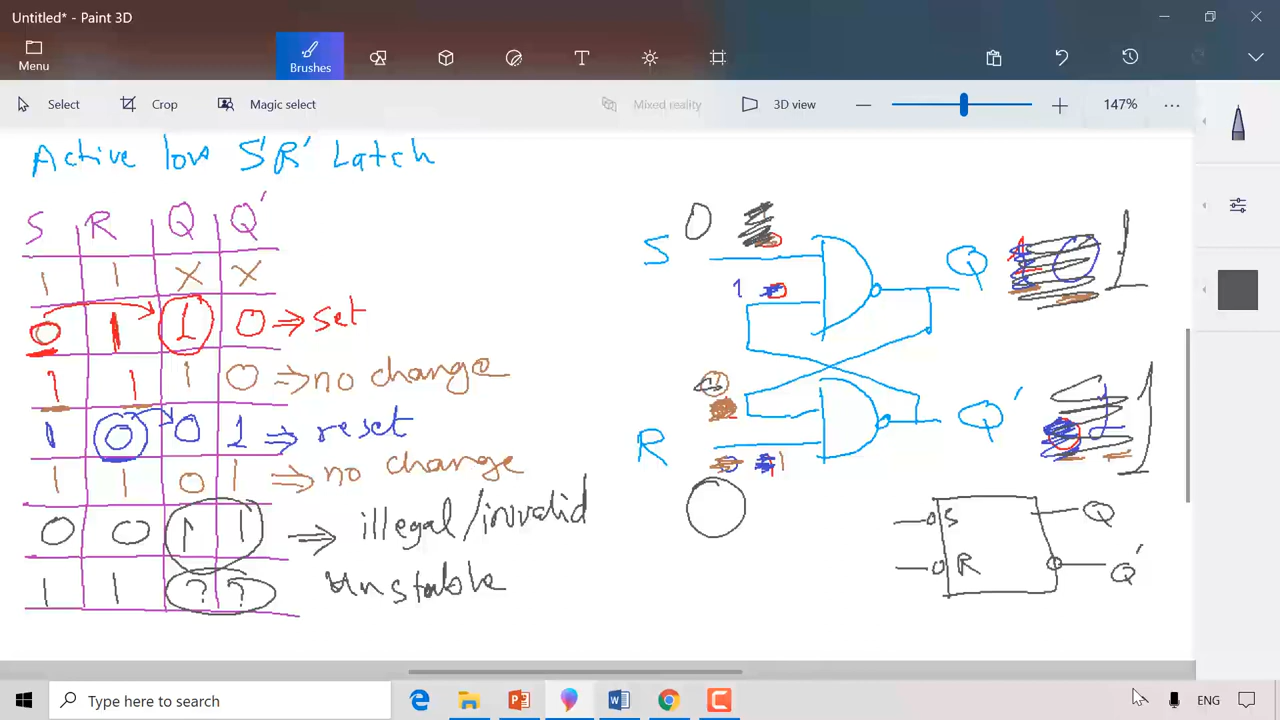 Untitled* - Paint 3D
Menu
Brushes
Select Crop Magic select Mixed reality 3D view 147%
Active low S'R' Latch
S R Q Q'
1 1 X X
0 1 1 0 ⇒ set
1 1 1 0 ⇒ no change
1 0 0 1 ⇒ reset
1 1 0 1 ⇒ no change
0 0 1 1 ⇒ illegal/invalid
1 1 ? ? Unstable
S 0 Q 1
1
R Q' 1
1
S Q
R Q'
Type here to search
ENG